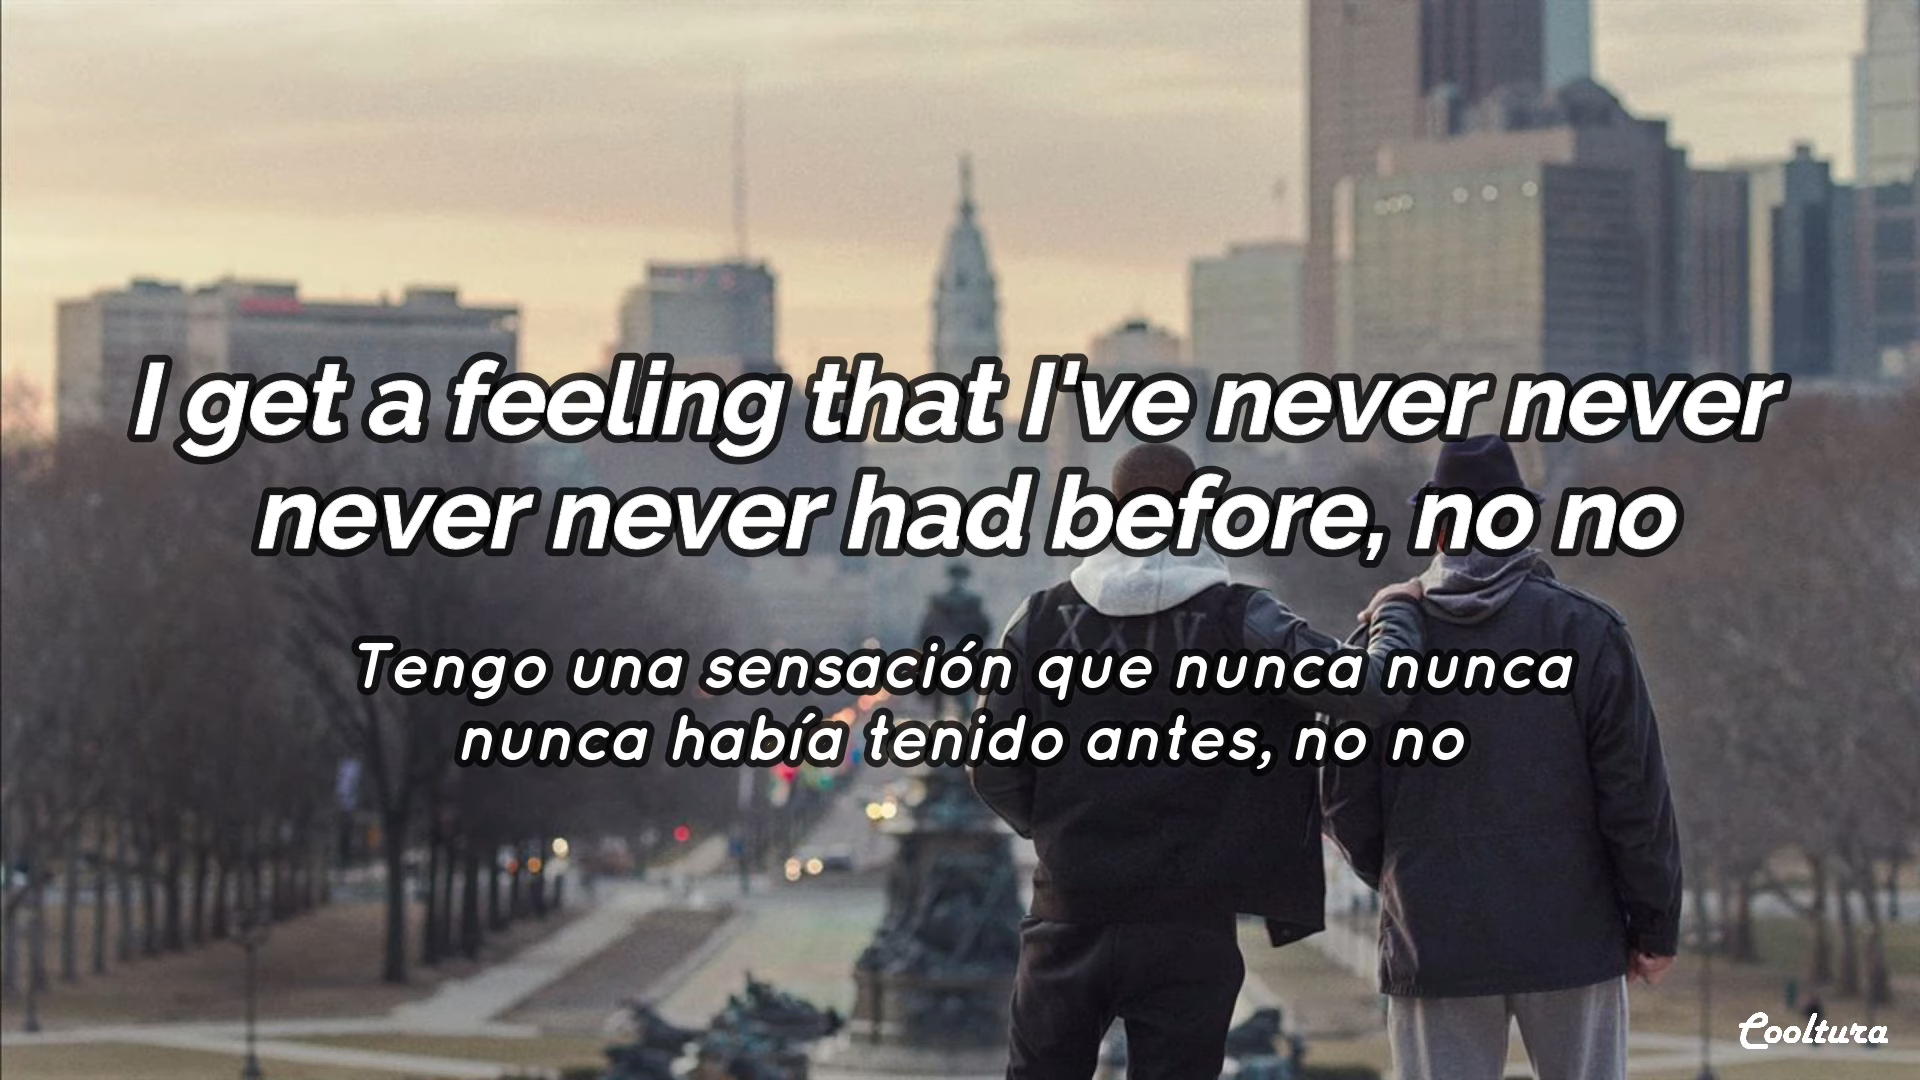 I get a feeling that I've never never
never never had before, no no
Tengo una sensación que nunca nunca
nunca había tenido antes, no no
XXIV
Cooltura